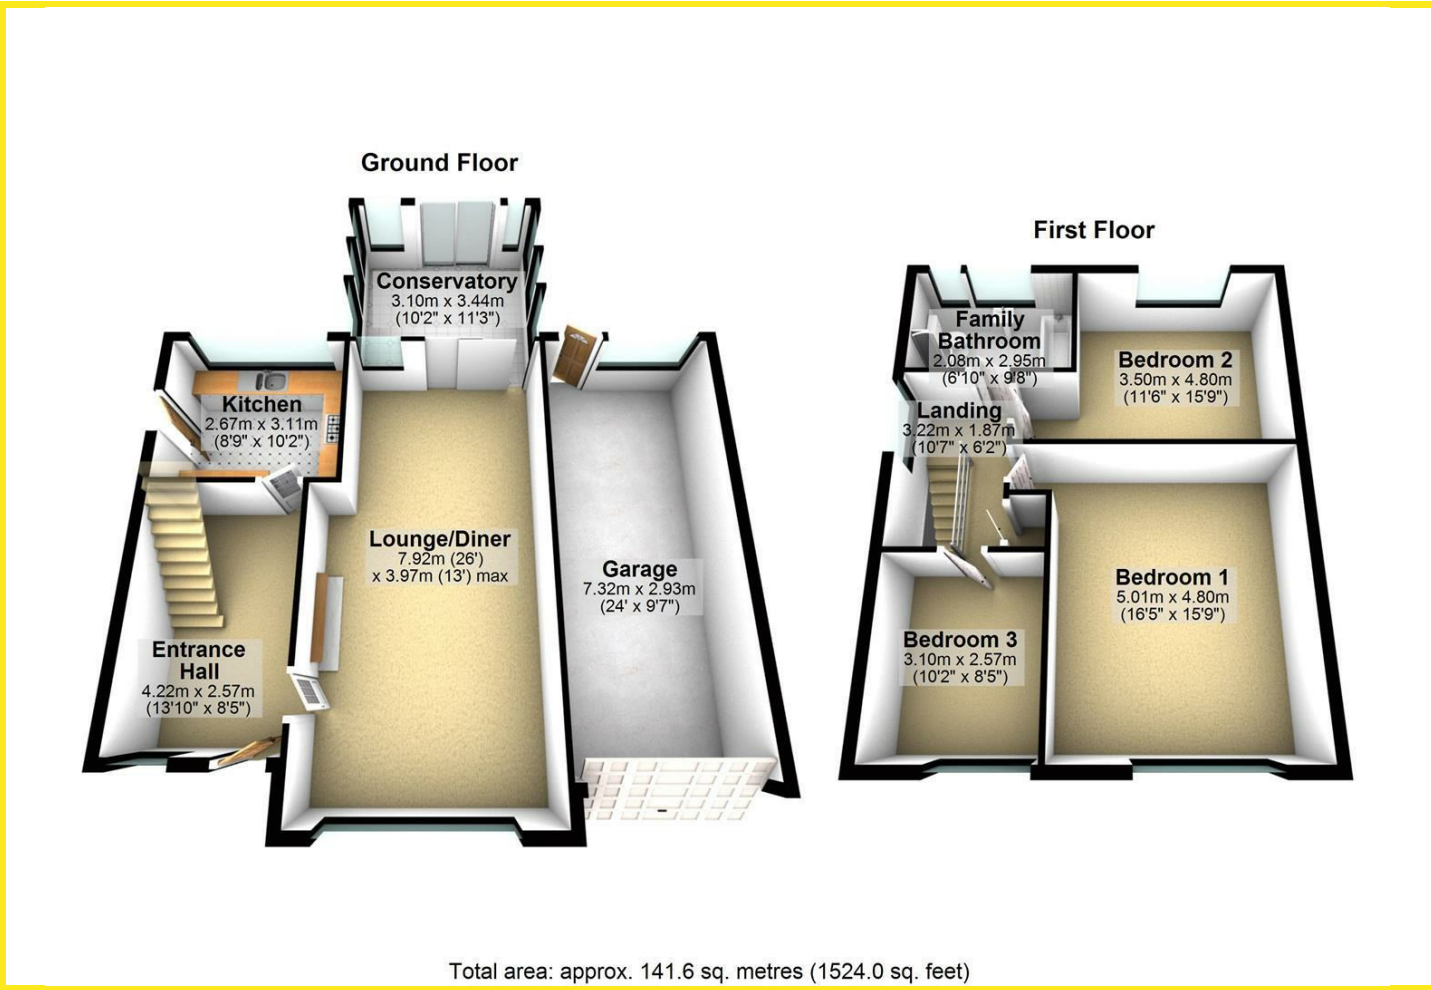 Ground Floor
Conservatory
3.10m x 3.44m
(10'2" x 11'3")
Kitchen
2.67m x 3.11m
(8'9" x 10'2")
Lounge/Diner
7.92m (26')
x 3.97m (13') max
Garage
7.32m x 2.93m
(24' x 9'7")
Entrance
Hall
4.22m x 2.57m
(13'10" x 8'5")
First Floor
Family
Bathroom
2.08m x 2.95m
(6'10" x 9'8")
Bedroom 2
3.50m x 4.80m
(11'6" x 15'9")
Landing
3.22m x 1.87m
(10'7" x 6'2")
Bedroom 1
5.01m x 4.80m
(16'5" x 15'9")
Bedroom 3
3.10m x 2.57m
(10'2" x 8'5")
Total area: approx. 141.6 sq. metres (1524.0 sq. feet)